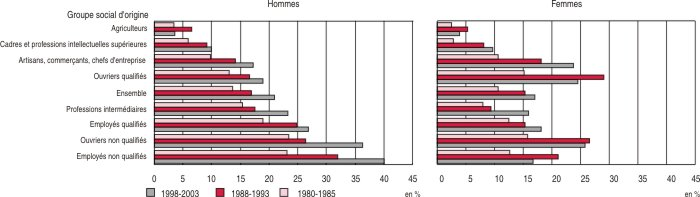 Hommes
Femmes
Groupe social d'origine
Agriculteurs
Cadres et professions intellectuelles supérieures
Artisans, commerçants, chefs d'entreprise
Ouvriers qualifiés
Ensemble
Professions intermédiaires
Employés qualifiés
Ouvriers non qualifiés
Employés non qualifiés
0 5 10 15 20 25 30 35 40 45
0 5 10 15 20 25 30 35 40 45
en %
en %
1998-2003 1988-1993 1980-1985